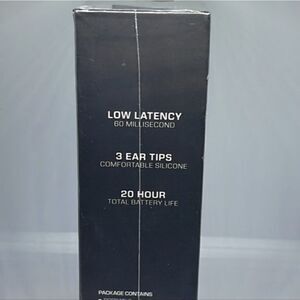 LOW LATENCY
60 MILLISECOND
3 EAR TIPS
COMFORTABLE SILICONE
20 HOUR
TOTAL BATTERY LIFE
PACKAGE CONTAINS